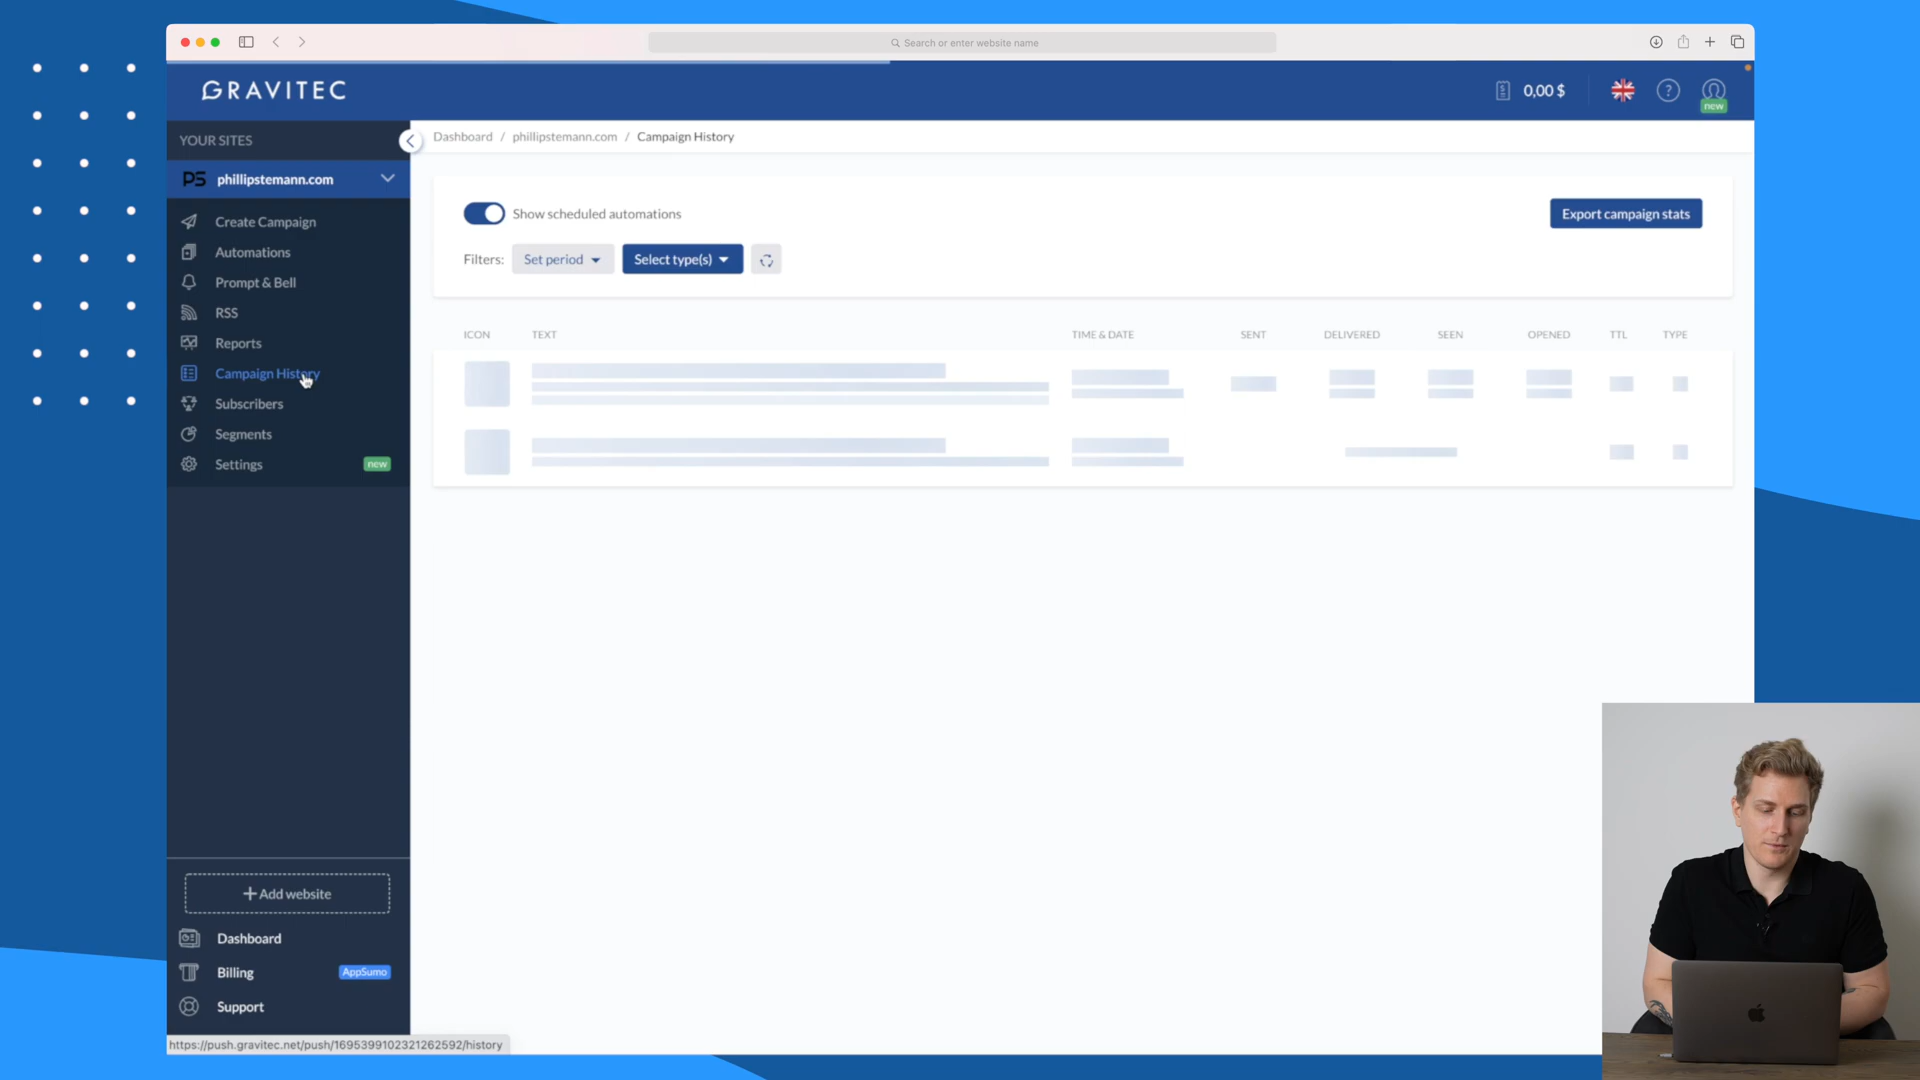 Search or enter website name
GRAVITEC
0,00 $
?
new
YOUR SITES
Dashboard / phillipstemann.com / Campaign History
PS phillipstemann.com
Show scheduled automations
Export campaign stats
Create Campaign
Automations
Filters: Set period Select type(s)
Prompt & Bell
RSS
ICON TEXT TIME & DATE SENT DELIVERED SEEN OPENED TTL TYPE
Reports
Campaign History
Subscribers
Segments
Settings new
+ Add website
Dashboard
Billing AppSumo
Support
https://push.gravitec.net/push/1695399102321262592/history